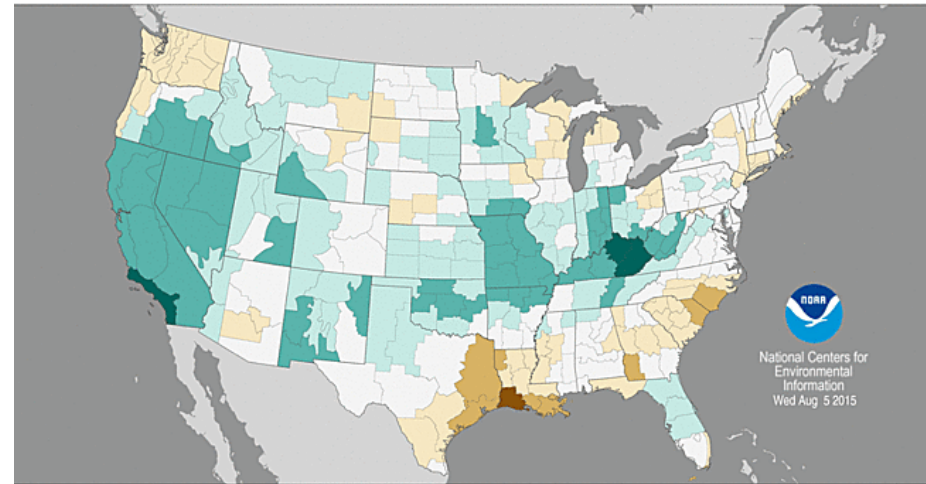 NOAA
National Centers for
Environmental
Information
Wed Aug 5 2015